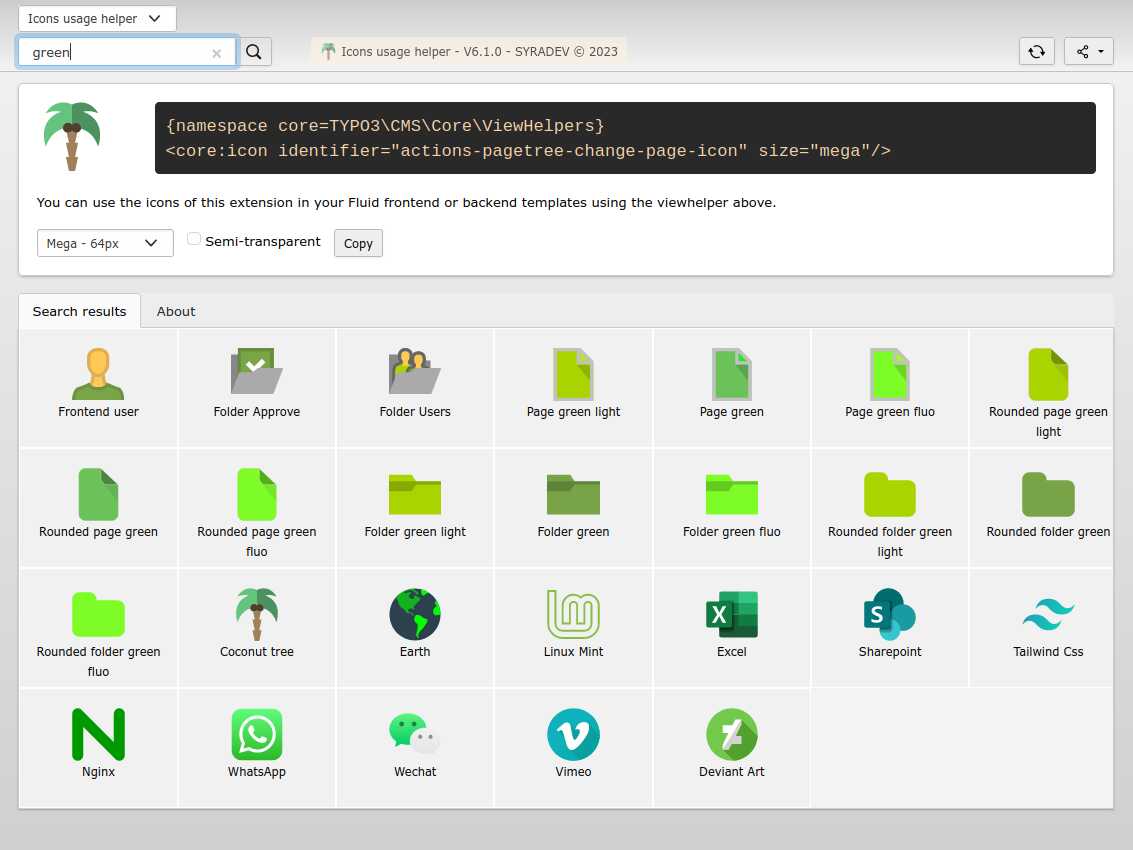 Icons usage helper
green
Icons usage helper - V6.1.0 - SYRADEV © 2023
{namespace core=TYPO3\CMS\Core\ViewHelpers}
<core:icon identifier="actions-pagetree-change-page-icon" size="mega"/>
You can use the icons of this extension in your Fluid frontend or backend templates using the viewhelper above.
Mega - 64px
Semi-transparent
Copy
Search results
About
Frontend user
Folder Approve
Folder Users
Page green light
Page green
Page green fluo
Rounded page green
light
Rounded page green
Rounded page green
fluo
Folder green light
Folder green
Folder green fluo
Rounded folder green
light
Rounded folder green
Rounded folder green
fluo
Coconut tree
Earth
Linux Mint
X
Excel
S
Sharepoint
Tailwind Css
Nginx
WhatsApp
Wechat
Vimeo
Deviant Art